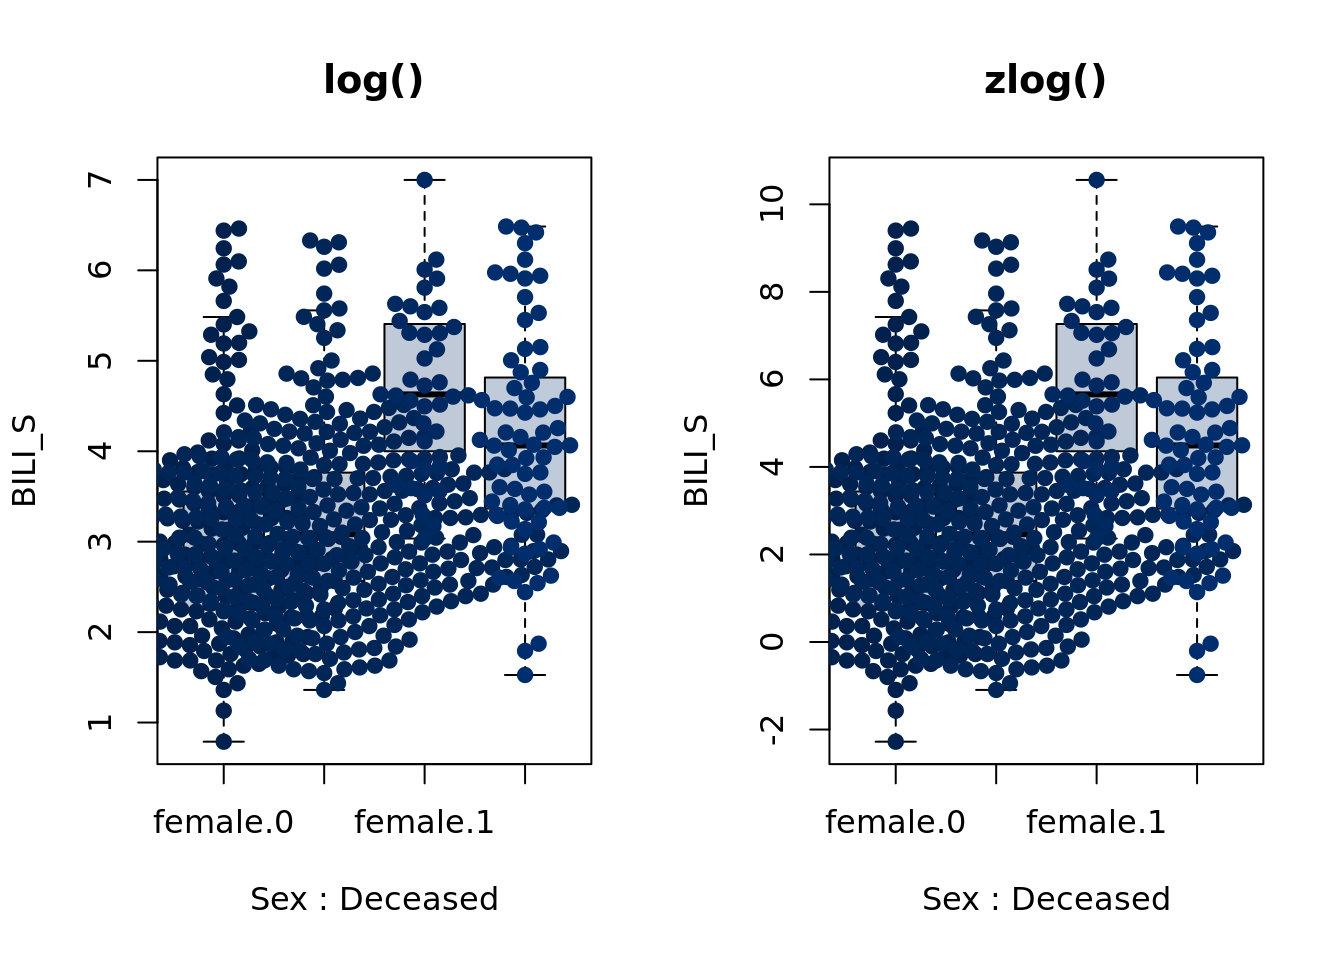 log()
BILI_S
7
6
5
4
3
2
1
female.0
female.1
Sex : Deceased
zlog()
BILI_S
10
8
6
4
2
0
-2
female.0
female.1
Sex : Deceased